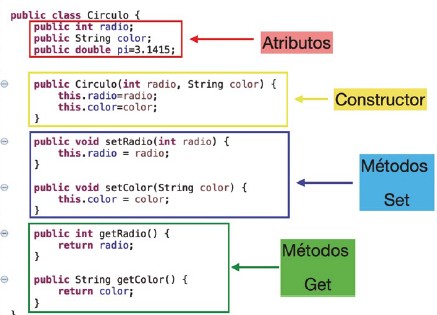 public class Circulo {
public int radio;
public String color;
public double pi=3.1415;
Atributos
public Circulo(int radio, String color) {
this.radio=radio;
this.color=color;
}
Constructor
public void setRadio(int radio) {
this.radio = radio;
}
public void setColor(String color) {
this.color = color;
}
Métodos
Set
public int getRadio() {
return radio;
}
public String getColor() {
return color;
}
Métodos
Get
}